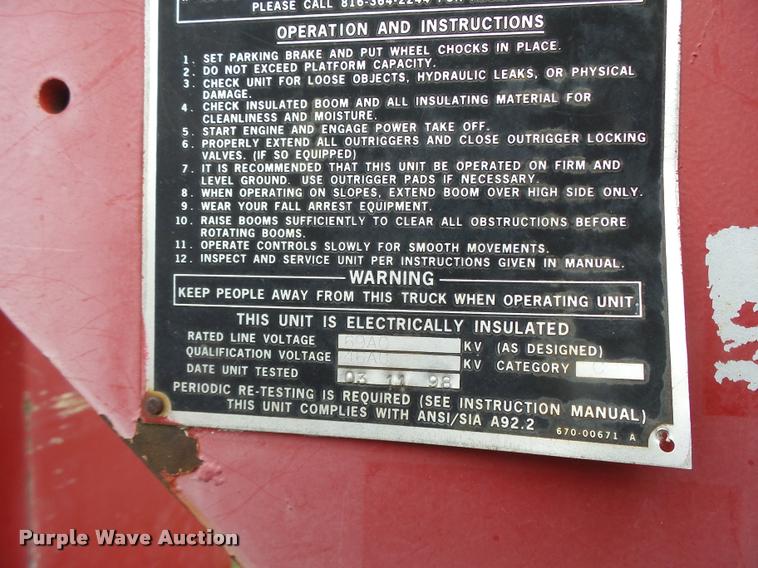 PLEASE CALL 816-364-2244 FOR
OPERATION AND INSTRUCTIONS
1. SET PARKING BRAKE AND PUT WHEEL CHOCKS IN PLACE.
2. DO NOT EXCEED PLATFORM CAPACITY.
3. CHECK UNIT FOR LOOSE OBJECTS, HYDRAULIC LEAKS, OR PHYSICAL
DAMAGE.
4. CHECK INSULATED BOOM AND ALL INSULATING MATERIAL FOR
CLEANLINESS AND MOISTURE.
5. START ENGINE AND ENGAGE POWER TAKE OFF.
6. PROPERLY EXTEND ALL OUTRIGGERS AND CLOSE OUTRIGGER LOCKING
VALVES. (IF SO EQUIPPED)
7. IT IS RECOMMENDED THAT THIS UNIT BE OPERATED ON FIRM AND
LEVEL GROUND. USE OUTRIGGER PADS IF NECESSARY.
8. WHEN OPERATING ON SLOPES, EXTEND BOOM OVER HIGH SIDE ONLY.
9. WEAR YOUR FALL ARREST EQUIPMENT.
10. RAISE BOOMS SUFFICIENTLY TO CLEAR ALL OBSTRUCTIONS BEFORE
ROTATING BOOMS.
11. OPERATE CONTROLS SLOWLY FOR SMOOTH MOVEMENTS.
12. INSPECT AND SERVICE UNIT PER INSTRUCTIONS GIVEN IN MANUAL.
WARNING
KEEP PEOPLE AWAY FROM THIS TRUCK WHEN OPERATING UNIT.
THIS UNIT IS ELECTRICALLY INSULATED
RATED LINE VOLTAGE 69AC KV (AS DESIGNED)
QUALIFICATION VOLTAGE 46AC KV CATEGORY C
DATE UNIT TESTED 03 11 98
PERIODIC RE-TESTING IS REQUIRED (SEE INSTRUCTION MANUAL)
THIS UNIT COMPLIES WITH ANSI/SIA A92.2
670-00671 A
Purple Wave Auction